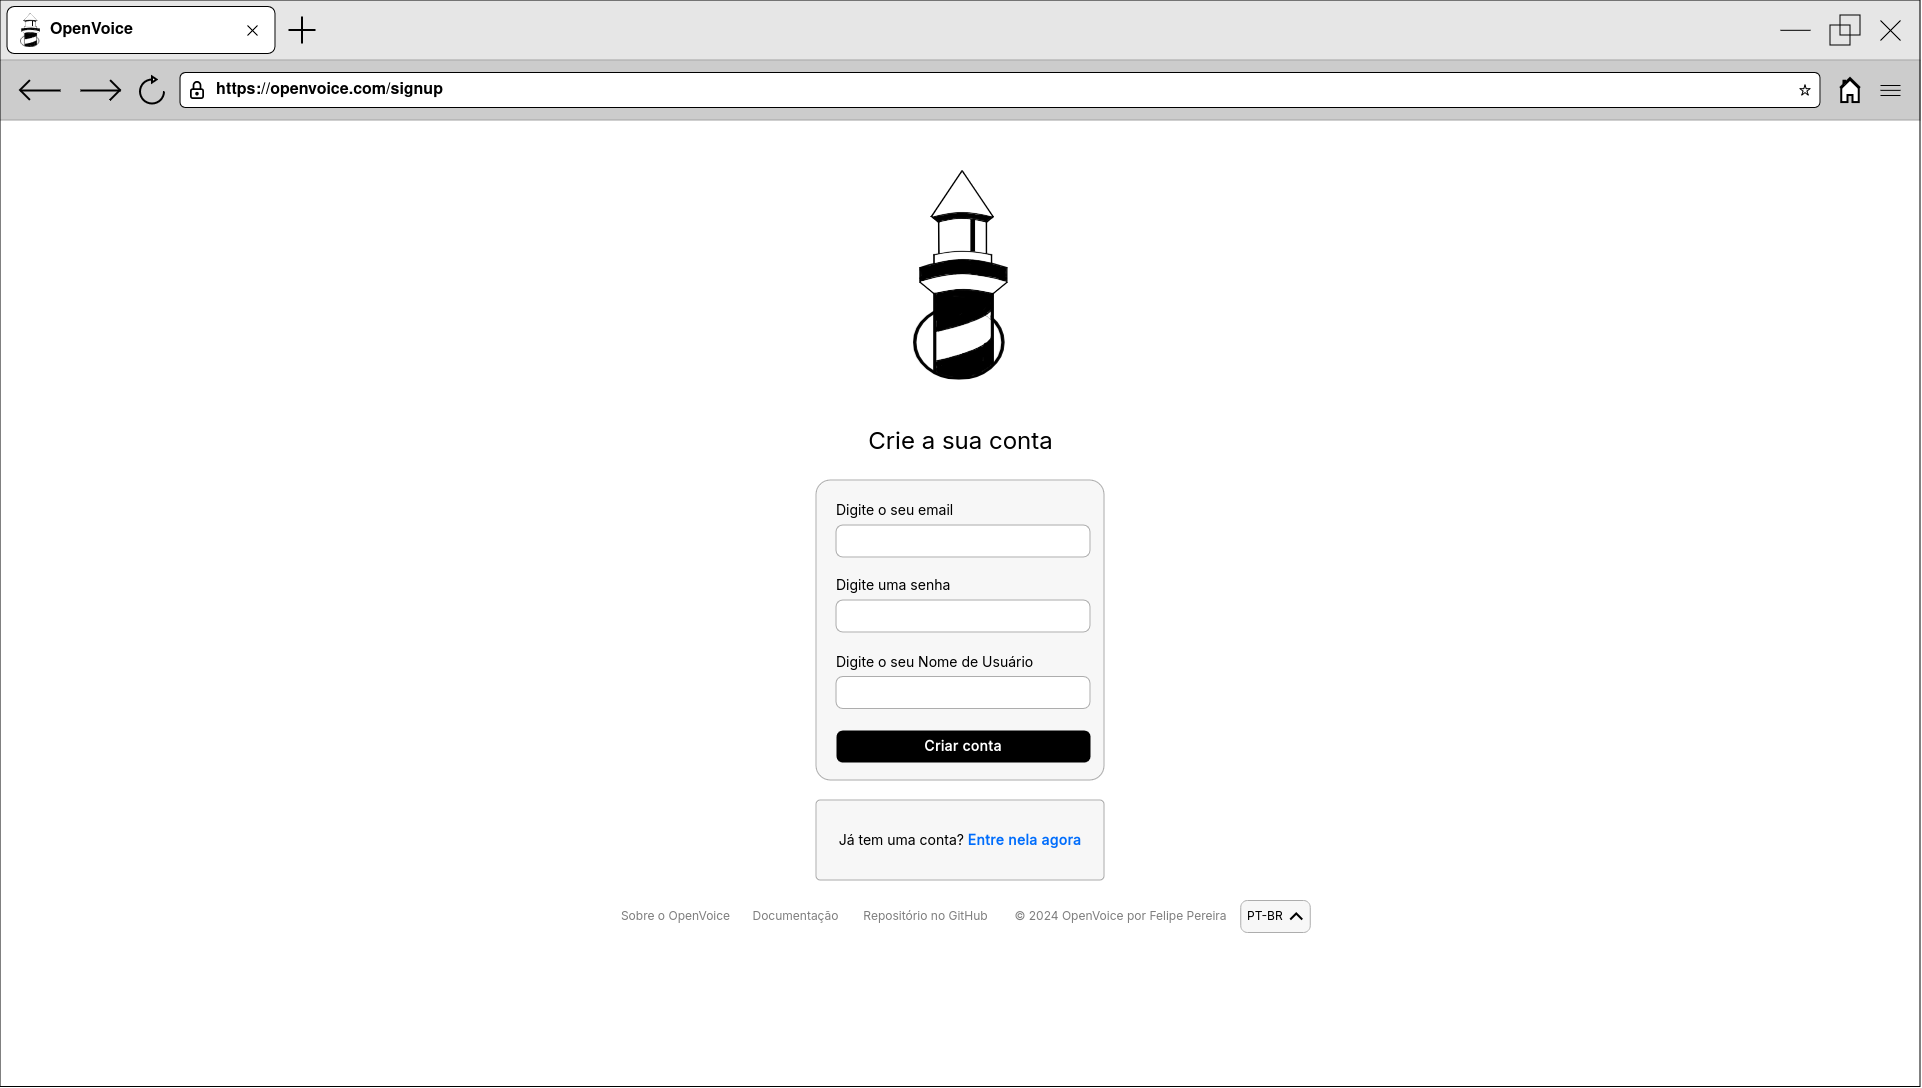 OpenVoice
https://openvoice.com/signup
Crie a sua conta
Digite o seu email
Digite uma senha
Digite o seu Nome de Usuário
Criar conta
Já tem uma conta? Entre nela agora
Sobre o OpenVoice Documentação Repositório no GitHub © 2024 OpenVoice por Felipe Pereira PT-BR